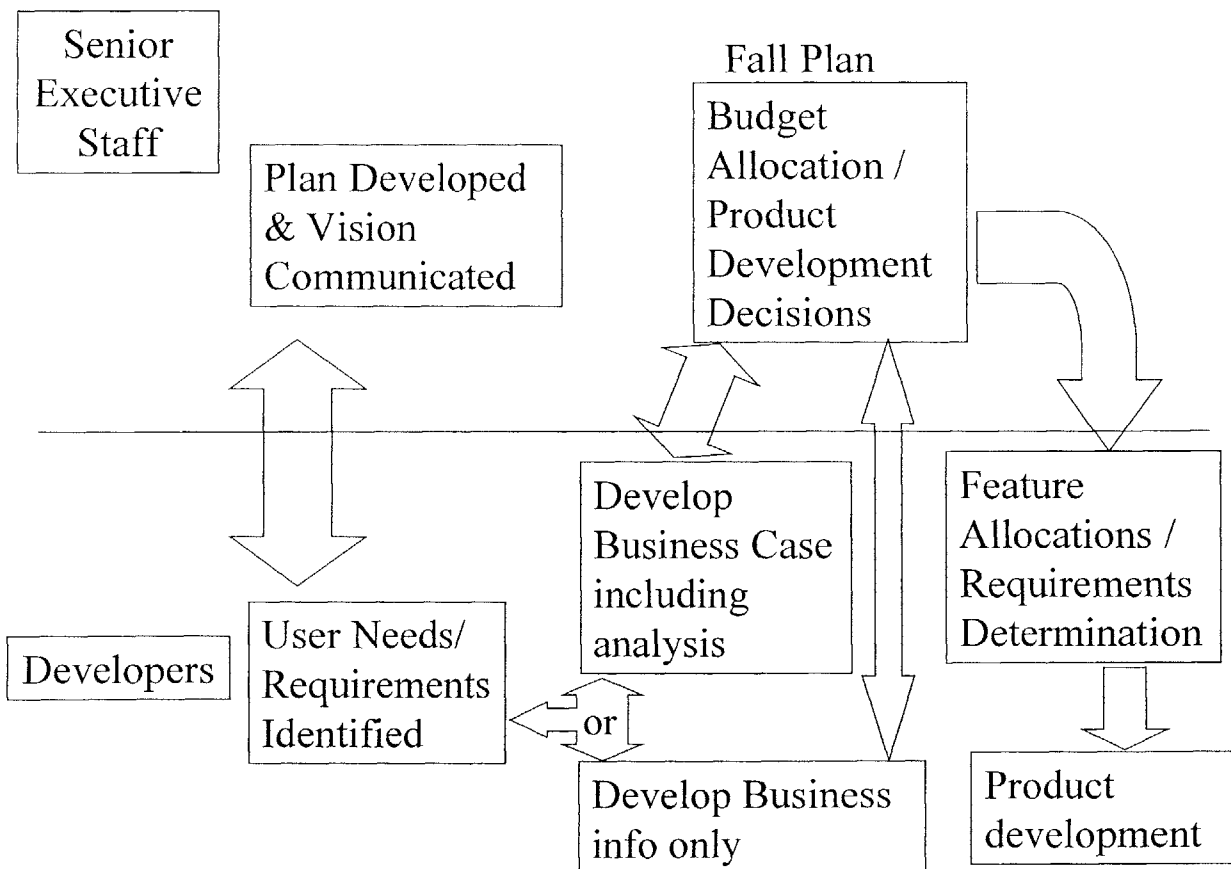 Senior
Executive
Staff
Plan Developed
& Vision
Communicated
Fall Plan
Budget
Allocation /
Product
Development
Decisions
Develop
Business Case
including
analysis
Feature
Allocations /
Requirements
Determination
Developers
User Needs/
Requirements
Identified
or
Develop Business
info only
Product
development